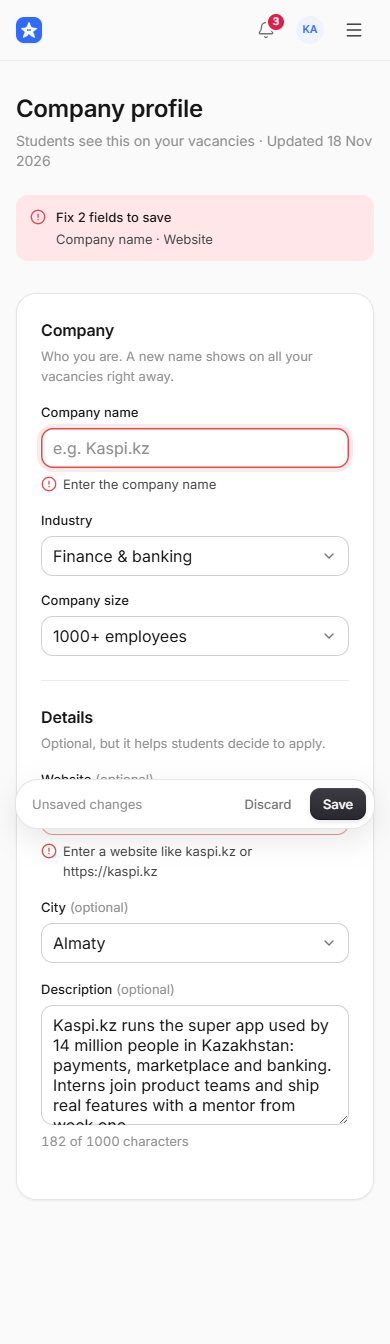 3
KA
Company profile
Students see this on your vacancies · Updated 18 Nov
2026
Fix 2 fields to save
Company name · Website
Company
Who you are. A new name shows on all your
vacancies right away.
Company name
e.g. Kaspi.kz
Enter the company name
Industry
Finance & banking
Company size
1000+ employees
Details
Optional, but it helps students decide to apply.
Website (optional)
Unsaved changes
Discard
Save
Enter a website like kaspi.kz or
https://kaspi.kz
City (optional)
Almaty
Description (optional)
Kaspi.kz runs the super app used by
14 million people in Kazakhstan:
payments, marketplace and banking.
Interns join product teams and ship
real features with a mentor from
week one
182 of 1000 characters